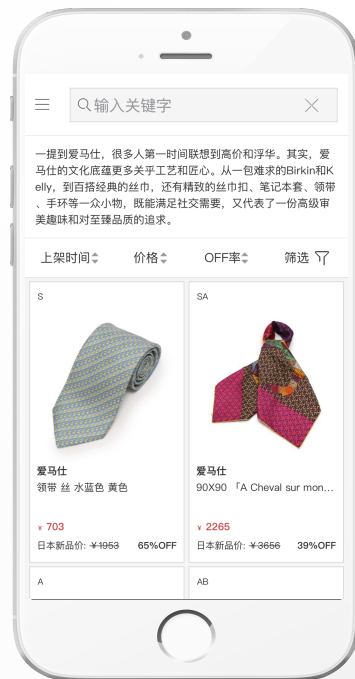 输入关键字
一提到爱马仕，很多人第一时间联想到高价和浮华。其实，爱
马仕的文化底蕴更多关乎工艺和匠心。从一包难求的Birkin和K
elly，到百搭经典的丝巾，还有精致的丝巾扣、笔记本套、领带
、手环等一众小物，既能满足社交需要，又代表了一份高级审
美趣味和对至臻品质的追求。
上架时间 价格 OFF率 筛选
S
SA
爱马仕
领带 丝 水蓝色 黄色
¥ 703
日本新品价: ¥1953 65%OFF
爱马仕
90X90 「A Cheval sur mon...
¥ 2265
日本新品价: ¥3656 39%OFF
A
AB